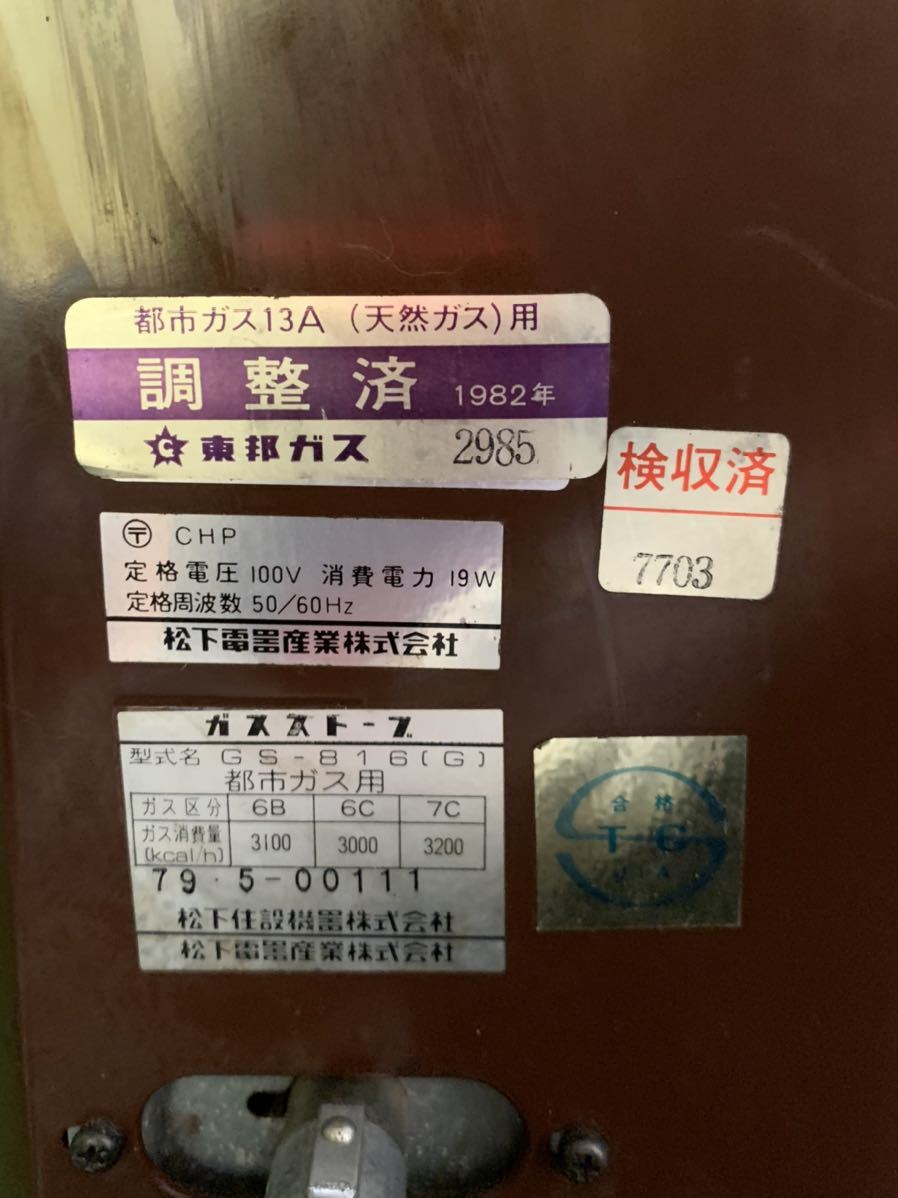 都市ガス13A (天然ガス)用
調整済 1982年
東邦ガス 2985
検収済
7703
〒 CHP
定格電圧 100V 消費電力 19W
定格周波数 50/60Hz
松下電器産業株式会社
ガスストーブ
型式名 GS-816(G)
都市ガス用
ガス区分 6B 6C 7C
ガス消費量 (kcal/h) 3100 3000 3200
79.5-00111
松下住設機器株式会社
松下電器産業株式会社
合格
TG
JIA